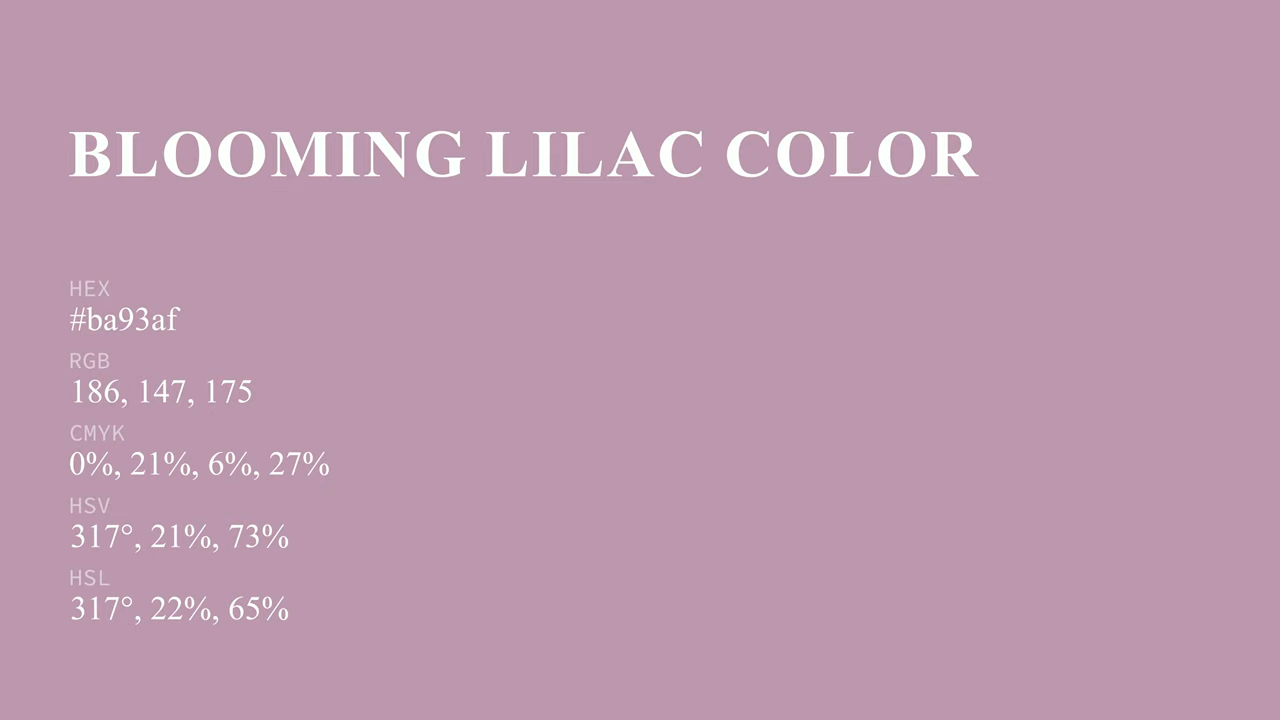 BLOOMING LILAC COLOR
HEX
#ba93af
RGB
186, 147, 175
CMYK
0%, 21%, 6%, 27%
HSV
317°, 21%, 73%
HSL
317°, 22%, 65%